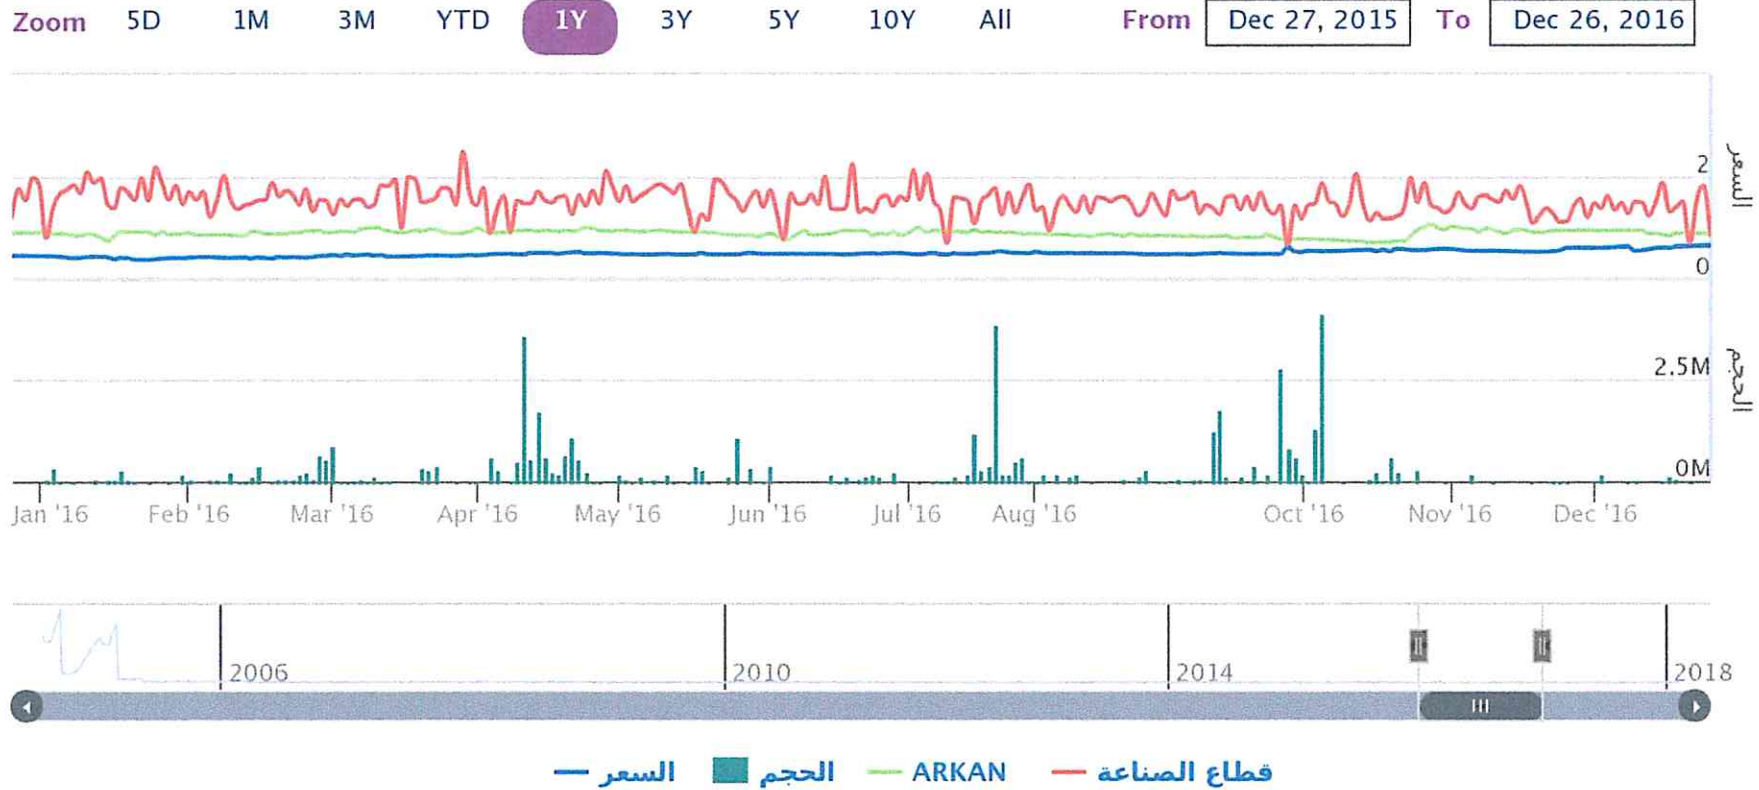 Zoom 5D 1M 3M YTD 1Y 3Y 5Y 10Y All From Dec 27, 2015 To Dec 26, 2016
2
السعر
0
2.5M
الحجم
0M
Jan '16 Feb '16 Mar '16 Apr '16 May '16 Jun '16 Jul '16 Aug '16 Oct '16 Nov '16 Dec '16
2006 2010 2014 2018
السعر الحجم ARKAN قطاع الصناعة